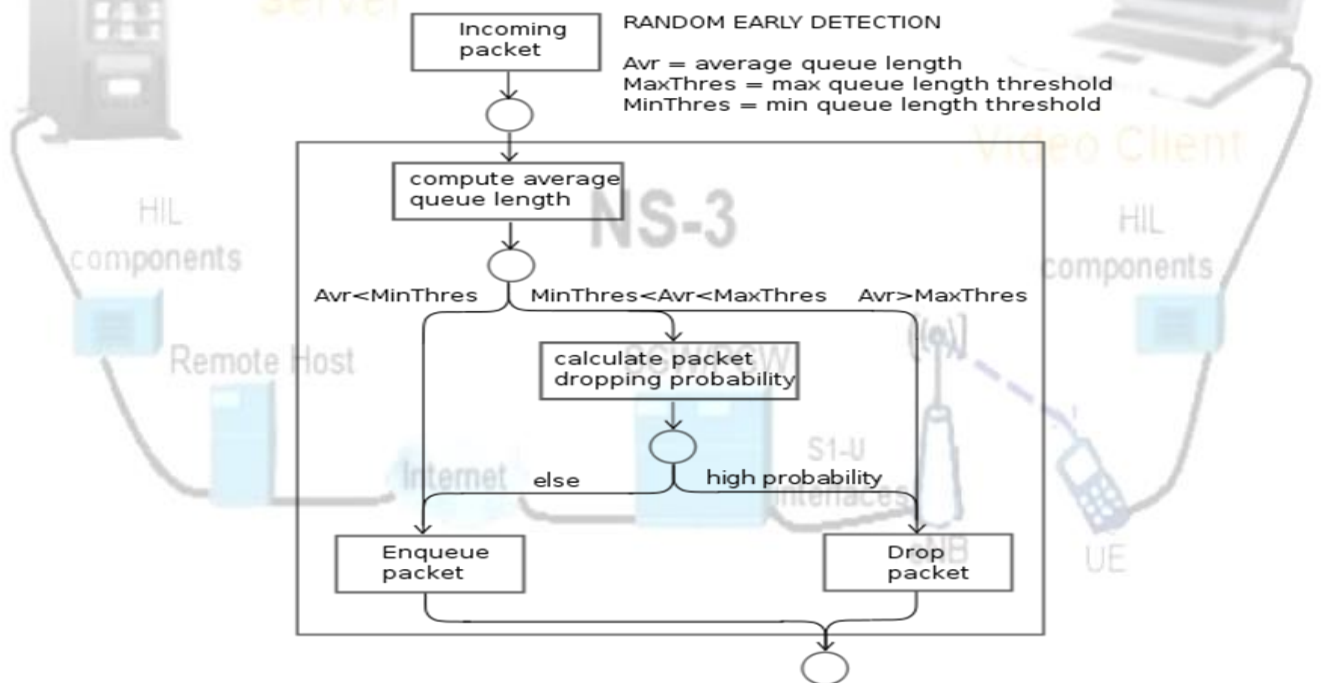 Server
Incoming
packet
RANDOM EARLY DETECTION
Avr = average queue length
MaxThres = max queue length threshold
MinThres = min queue length threshold
Video Client
compute average
queue length
NS-3
HIL
components
HIL
components
Avr<MinThres
MinThres<Avr<MaxThres
Avr>MaxThres
Remote Host
calculate packet
dropping probability
SGW/PGW
Internet
else
high probability
S1-U
interfaces
Enqueue
packet
Drop
packet
eNB
UE